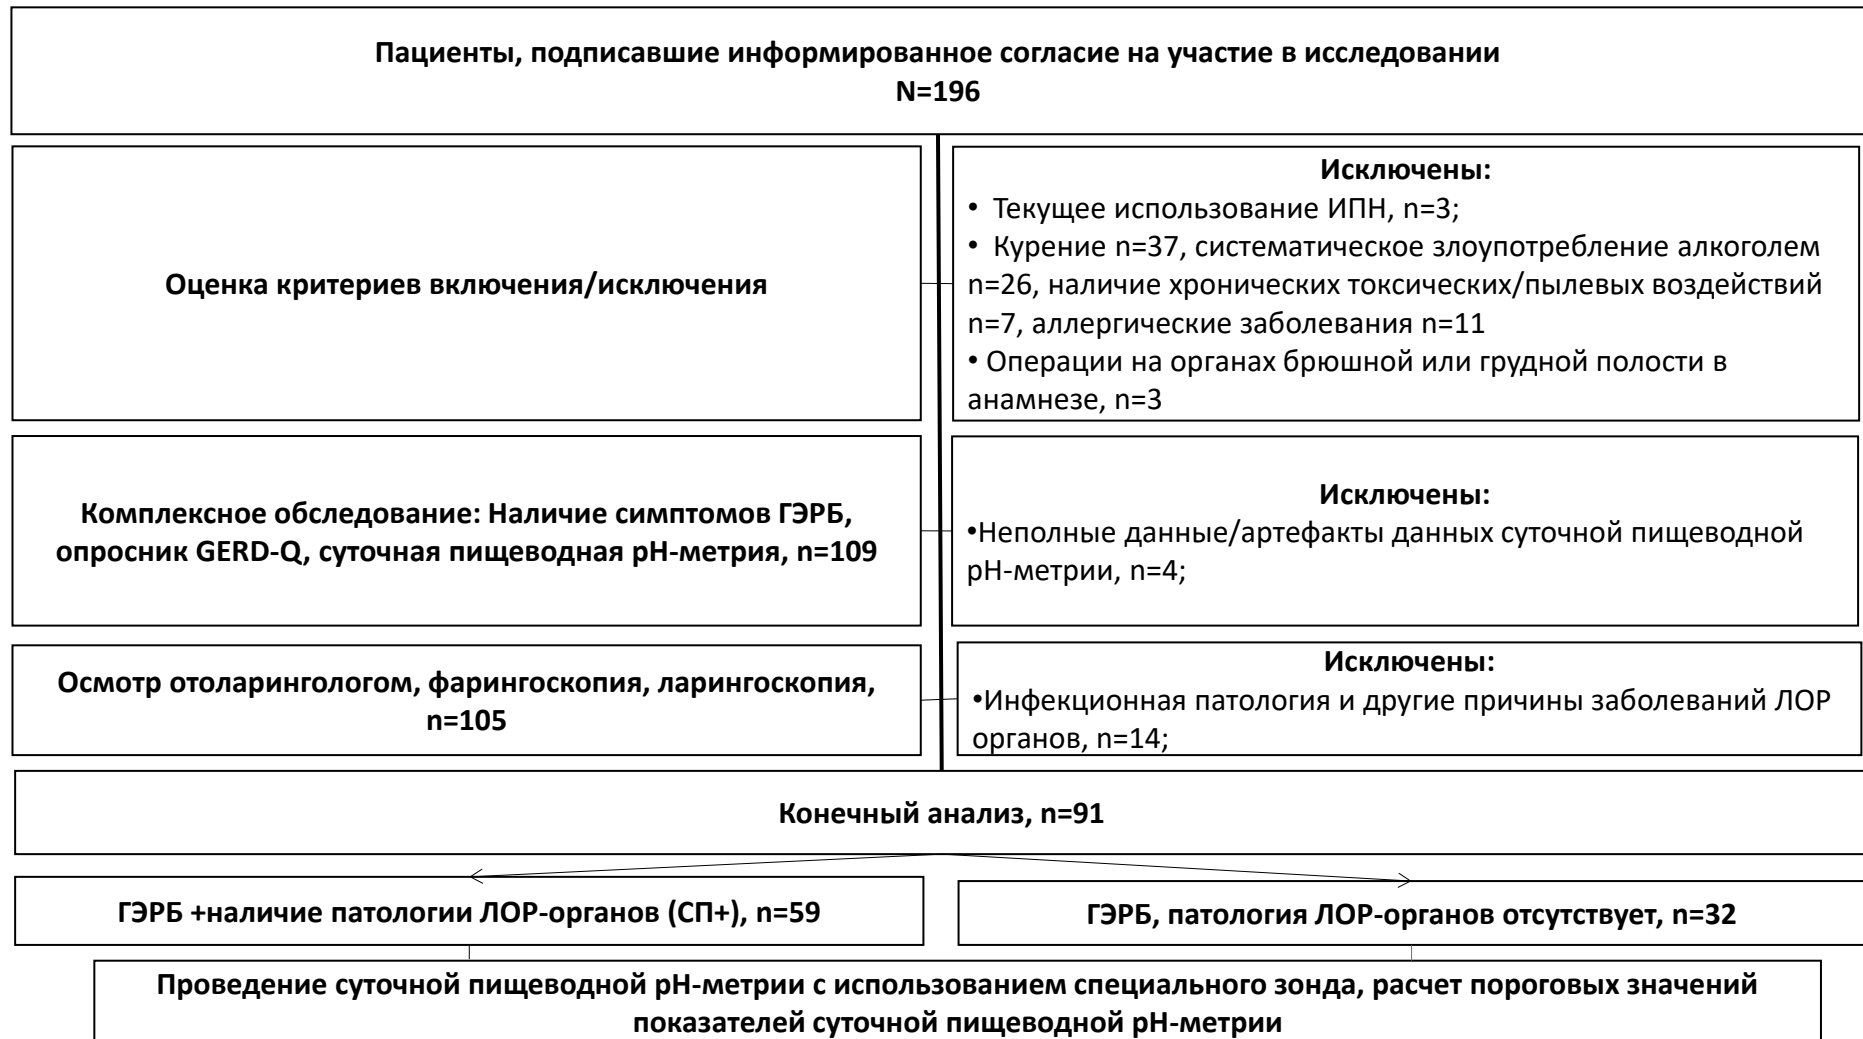 Пациенты, подписавшие информированное согласие на участие в исследовании
N=196
Оценка критериев включения/исключения
Исключены:
• Текущее использование ИПН, n=3;
• Курение n=37, систематическое злоупотребление алкоголем
n=26, наличие хронических токсических/пылевых воздействий
n=7, аллергические заболевания n=11
• Операции на органах брюшной или грудной полости в
анамнезе, n=3
Комплексное обследование: Наличие симптомов ГЭРБ,
опросник GERD-Q, суточная пищеводная рН-метрия, n=109
Исключены:
•Неполные данные/артефакты данных суточной пищеводной
рН-метрии, n=4;
Осмотр отоларингологом, фарингоскопия, ларингоскопия,
n=105
Исключены:
•Инфекционная патология и другие причины заболеваний ЛОР
органов, n=14;
Конечный анализ, n=91
ГЭРБ +наличие патологии ЛОР-органов (СП+), n=59
ГЭРБ, патология ЛОР-органов отсутствует, n=32
Проведение суточной пищеводной рН-метрии с использованием специального зонда, расчет пороговых значений
показателей суточной пищеводной рН-метрии